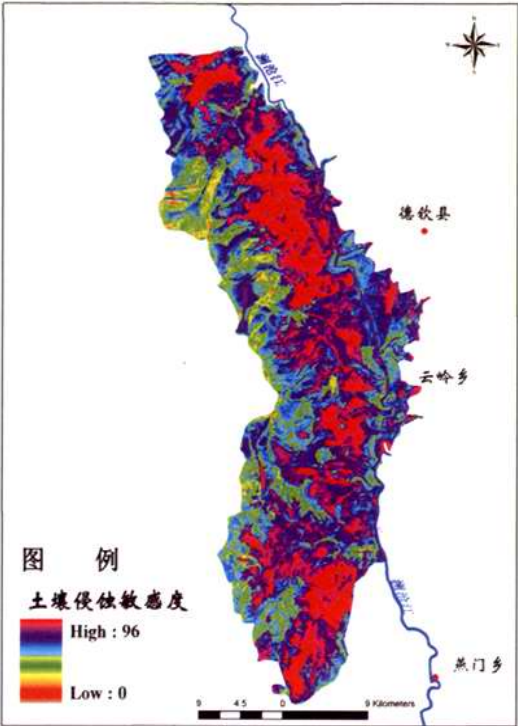 澜沧江
德钦县
云岭乡
澜沧江
燕门乡
图 例
土壤侵蚀敏感度
High : 96
Low : 0
9 4.5 0 9 Kilometers